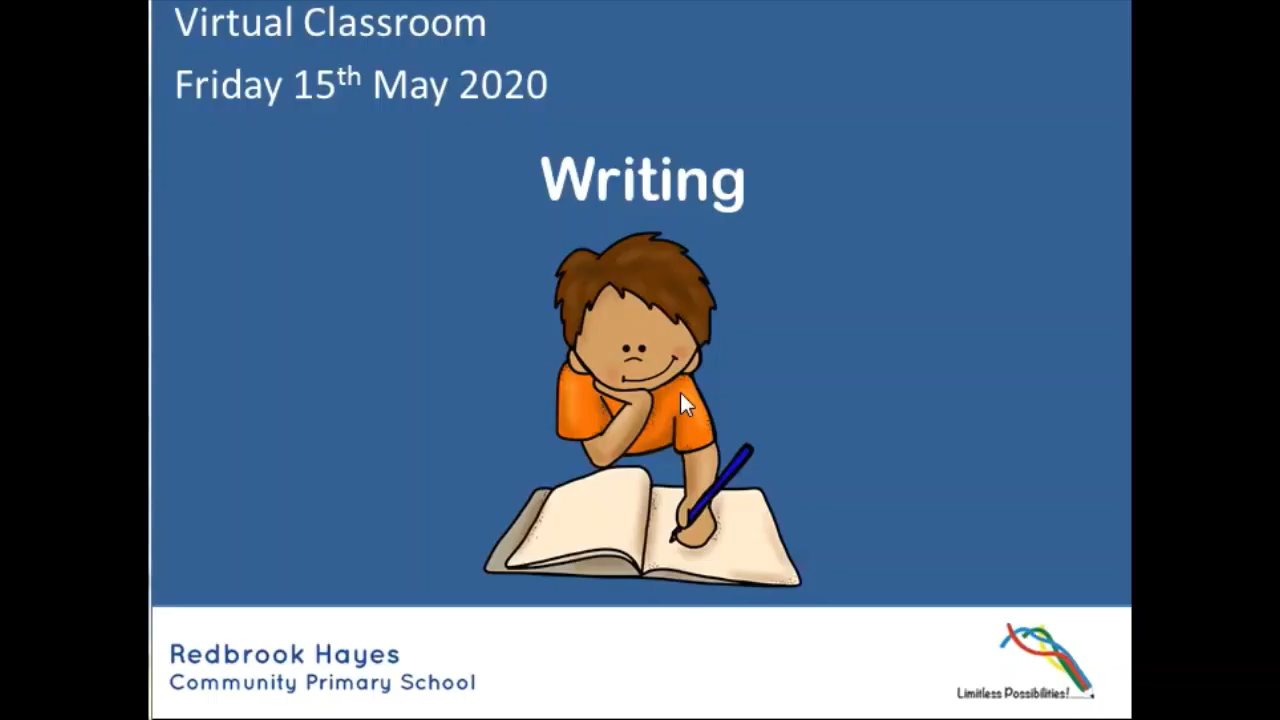 Virtual Classroom
Friday 15th May 2020
Writing
Redbrook Hayes
Community Primary School
Limitless Possibilities!